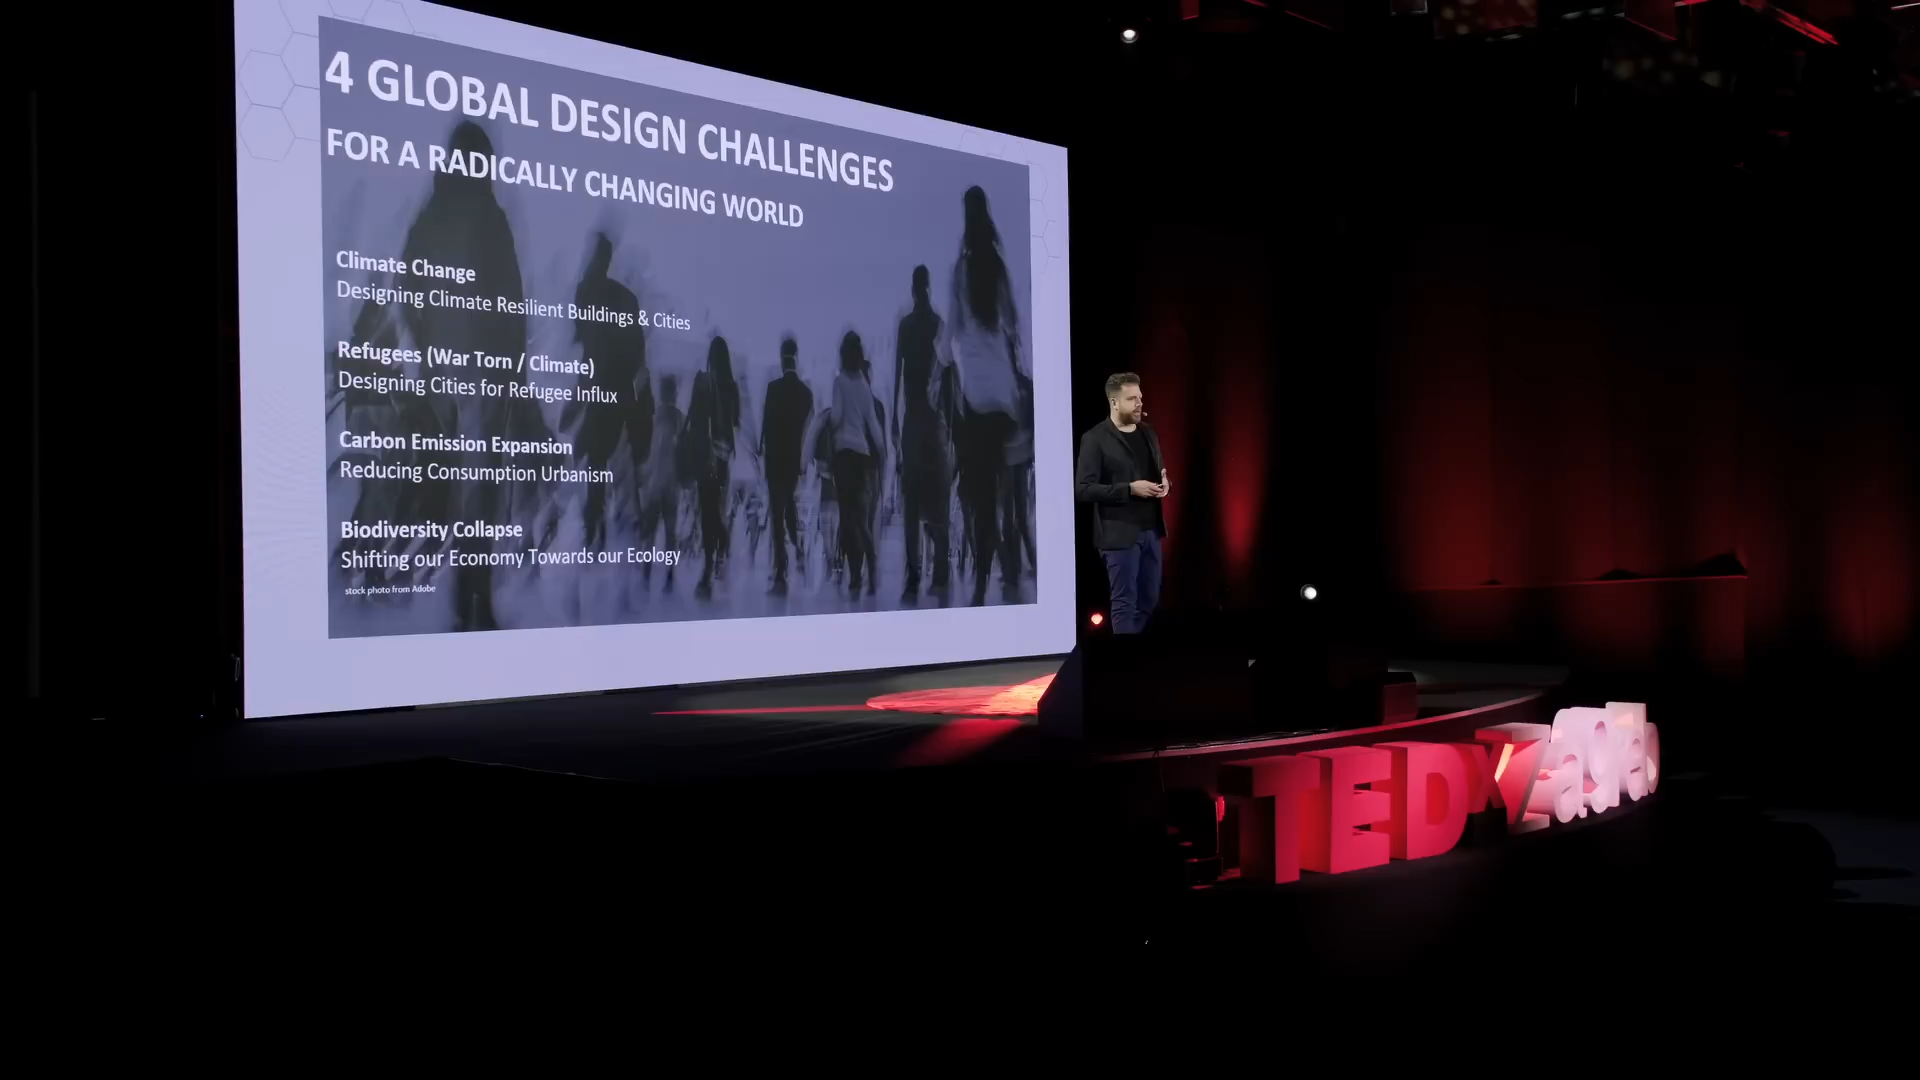 4 GLOBAL DESIGN CHALLENGES
FOR A RADICALLY CHANGING WORLD
Climate Change
Designing Climate Resilient Buildings & Cities
Refugees (War Torn / Climate)
Designing Cities for Refugee Influx
Carbon Emission Expansion
Reducing Consumption Urbanism
Biodiversity Collapse
Shifting our Economy Towards our Ecology
stock photo from Adobe
TEDxZagreb